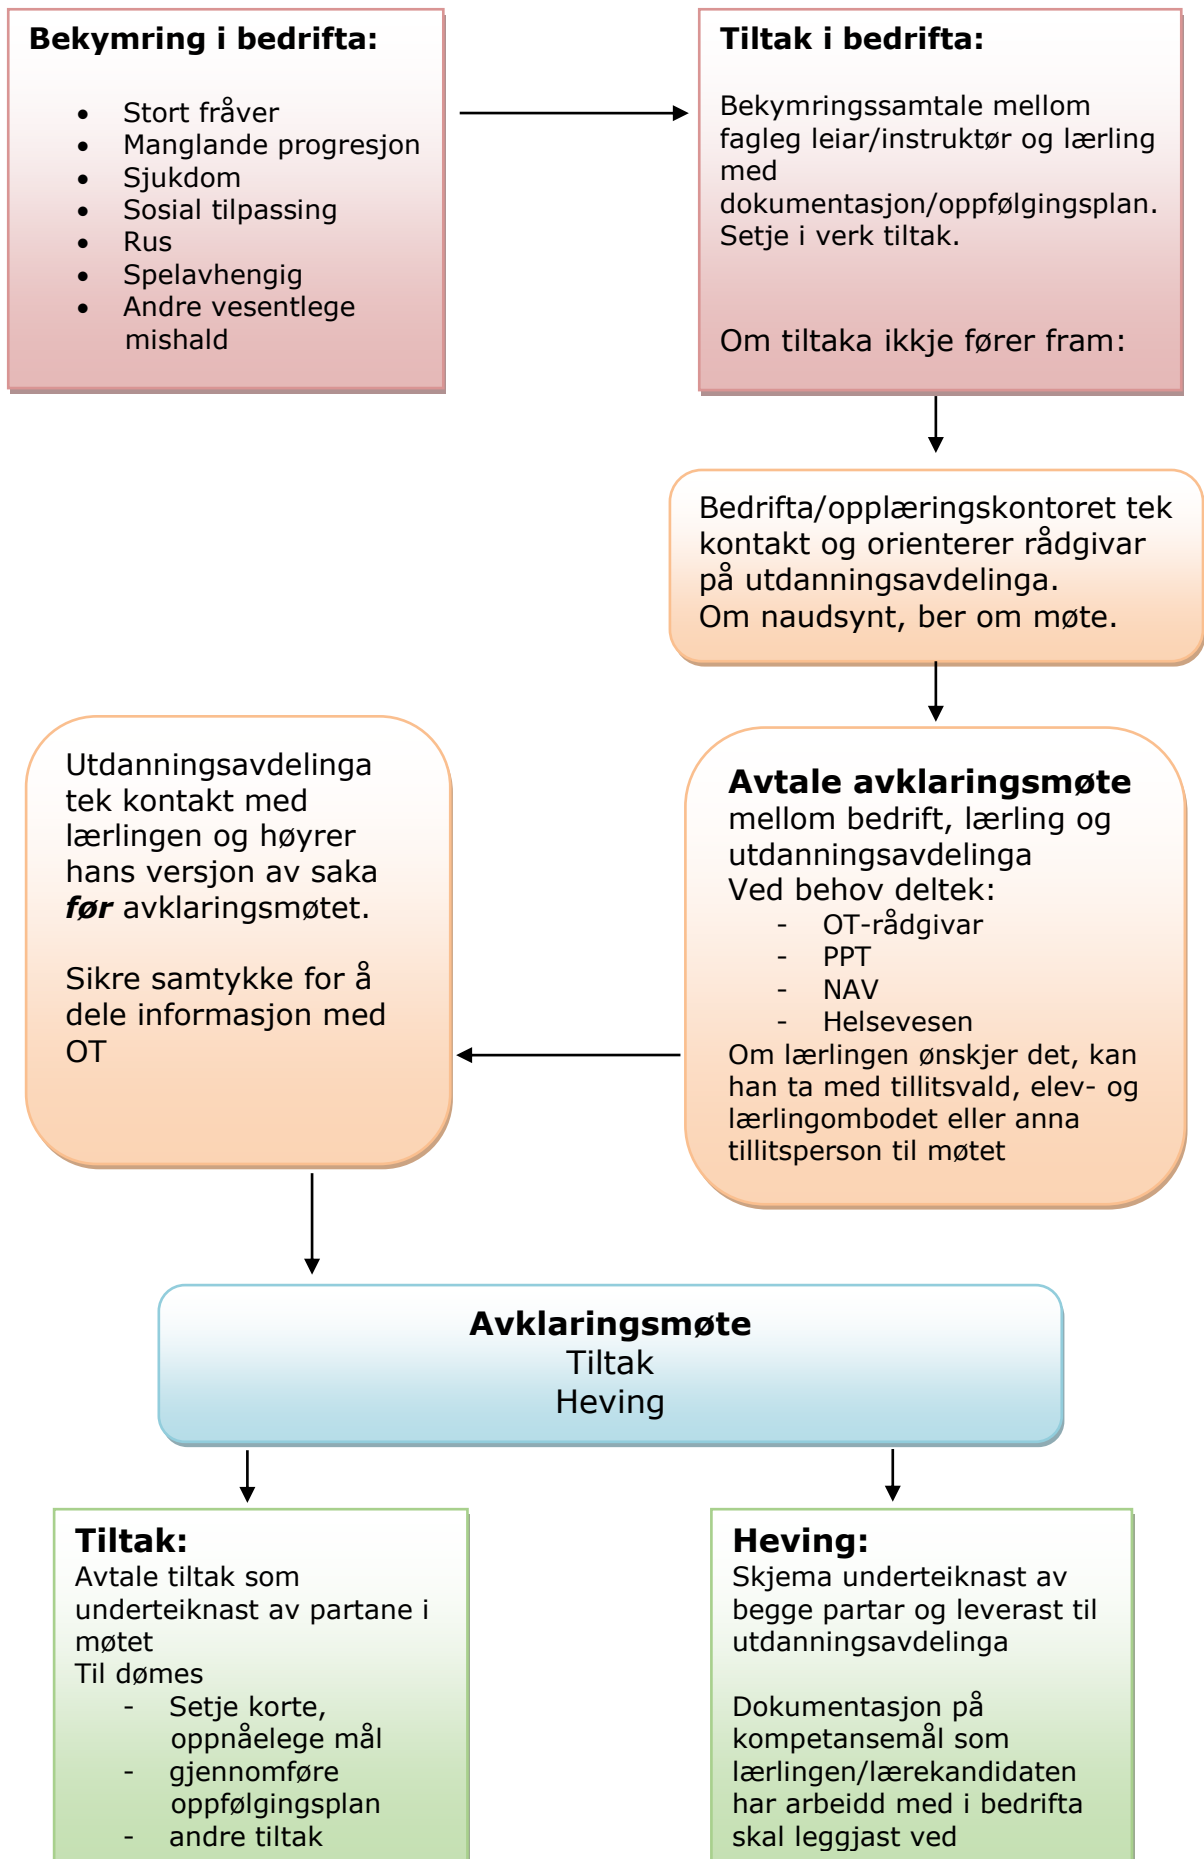 Bekymring i bedrifta:
• Stort fråver
• Manglande progresjon
• Sjukdom
• Sosial tilpassing
• Rus
• Spelavhengig
• Andre vesentlege
mishald
Tiltak i bedrifta:
Bekymringssamtale mellom
fagleg leiar/instruktør og lærling
med
dokumentasjon/oppfølgingsplan.
Setje i verk tiltak.
Om tiltaka ikkje fører fram:
Bedrifta/opplæringskontoret tek
kontakt og orienterer rådgivar
på utdanningsavdelinga.
Om naudsynt, ber om møte.
Avtale avklaringsmøte
mellom bedrift, lærling og
utdanningsavdelinga
Ved behov deltek:
- OT-rådgivar
- PPT
- NAV
- Helsevesen
Om lærlingen ønskjer det, kan
han ta med tillitsvald, elev- og
lærlingombodet eller anna
tillitsperson til møtet
Utdanningsavdelinga
tek kontakt med
lærlingen og høyrer
hans versjon av saka
før avklaringsmøtet.
Sikre samtykke for å
dele informasjon med
OT
Avklaringsmøte
Tiltak
Heving
Tiltak:
Avtale tiltak som
underteiknast av partane i
møtet
Til dømes
- Setje korte,
oppnåelege mål
- gjennomføre
oppfølgingsplan
- andre tiltak
Heving:
Skjema underteiknast av
begge partar og leverast til
utdanningsavdelinga
Dokumentasjon på
kompetansemål som
lærlingen/lærekandidaten
har arbeidd med i bedrifta
skal leggjast ved